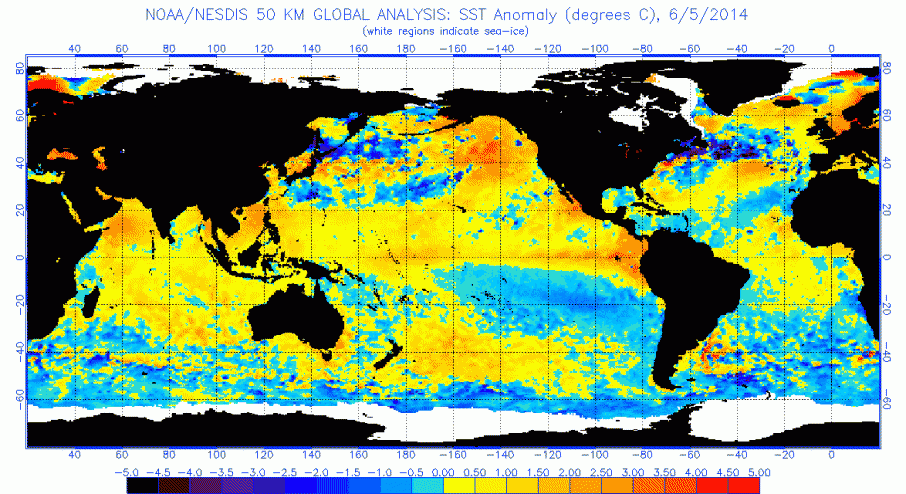 NOAA/NESDIS 50 KM GLOBAL ANALYSIS: SST Anomaly (degrees C), 6/5/2014
(white regions indicate sea-ice)
40 60 80 100 120 140 160 180 -160 -140 -120 -100 -80 -60 -40 -20 0
80 80
60 60
40 40
20 20
0 0
-20 -20
-40 -40
-60 -60
40 60 80 100 120 140 160 180 -160 -140 -120 -100 -80 -60 -40 -20 0
-5.0 -4.5 -4.0 -3.5 -3.0 -2.5 -2.0 -1.5 -1.0 -0.5 0.00 0.50 1.00 1.50 2.00 2.50 3.00 3.50 4.00 4.50 5.00